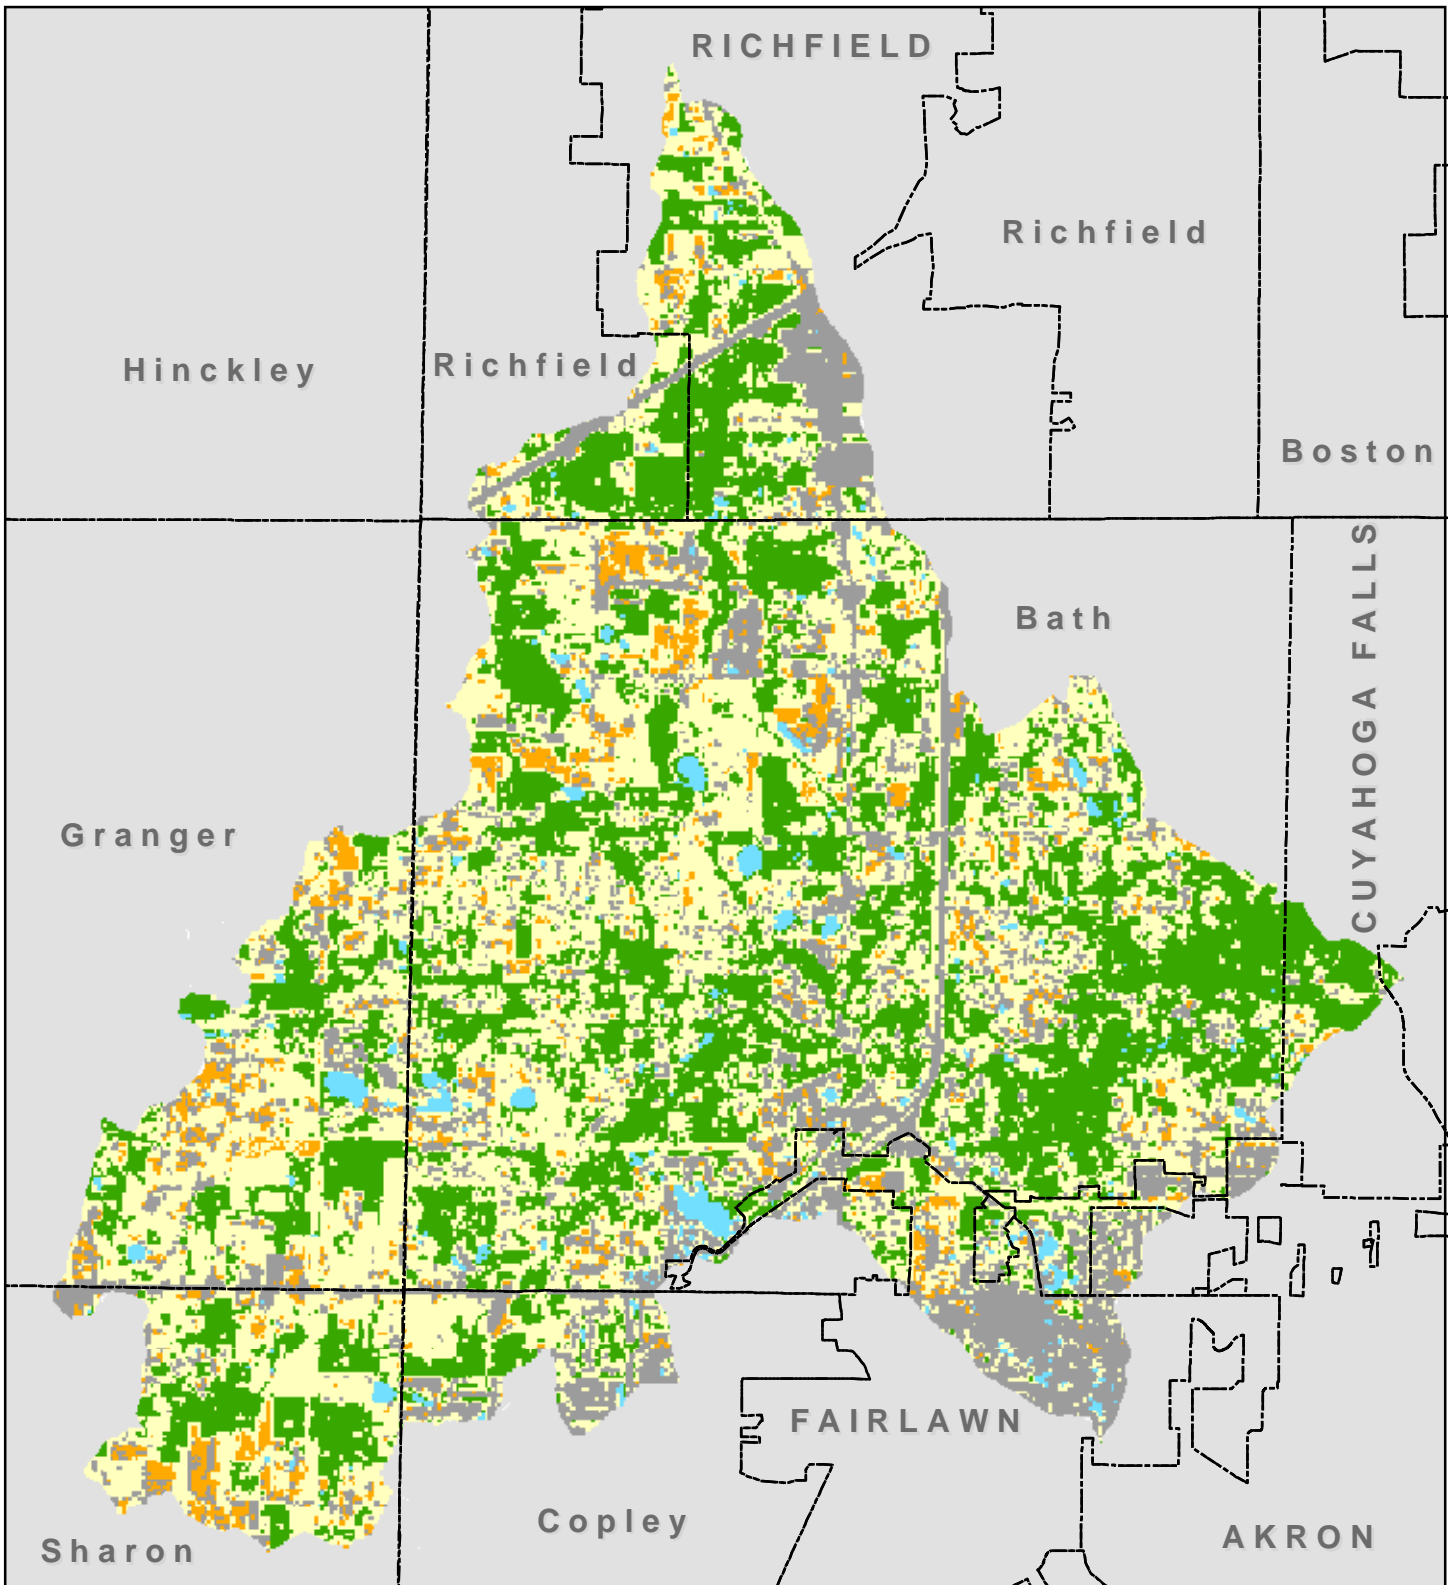 RICHFIELD
Richfield
Hinckley
Richfield
Boston
CUYAHOGA FALLS
Bath
Granger
FAIRLAWN
Copley
AKRON
Sharon